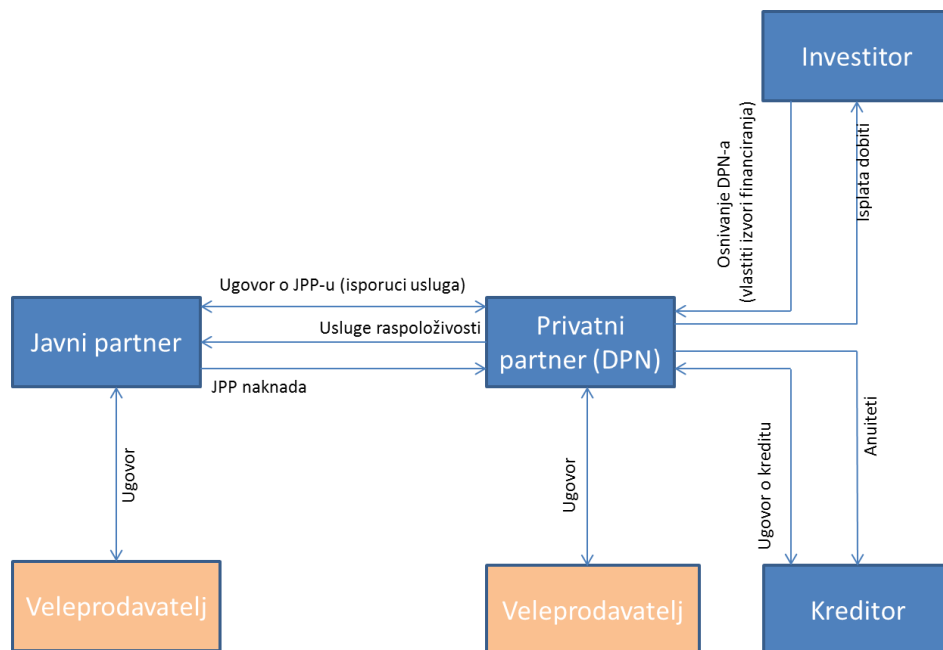 Investitor
Osnivanje DPN-a
(vlastiti izvori financiranja)
Isplata dobiti
Ugovor o JPP-u (isporuci usluga)
Javni partner
Usluge raspoloživosti
Privatni
partner (DPN)
JPP naknada
Ugovor
Ugovor
Ugovor o kreditu
Anuiteti
Veleprodavatelj
Veleprodavatelj
Kreditor